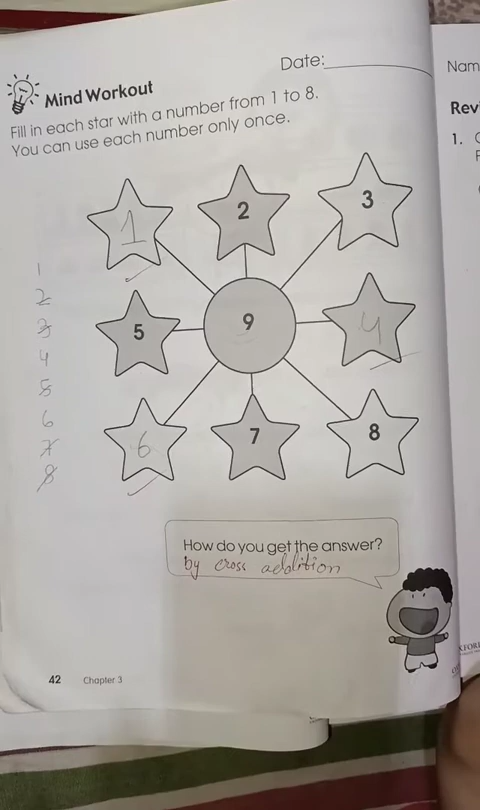 Date:
Nam
Mind Workout
Rev
Fill in each star with a number from 1 to 8.
You can use each number only once.
1.
1
2
3
1
2
3
4
5
6
7
8
5
9
4
6
7
8
How do you get the answer?
by cross addition
42 Chapter 3